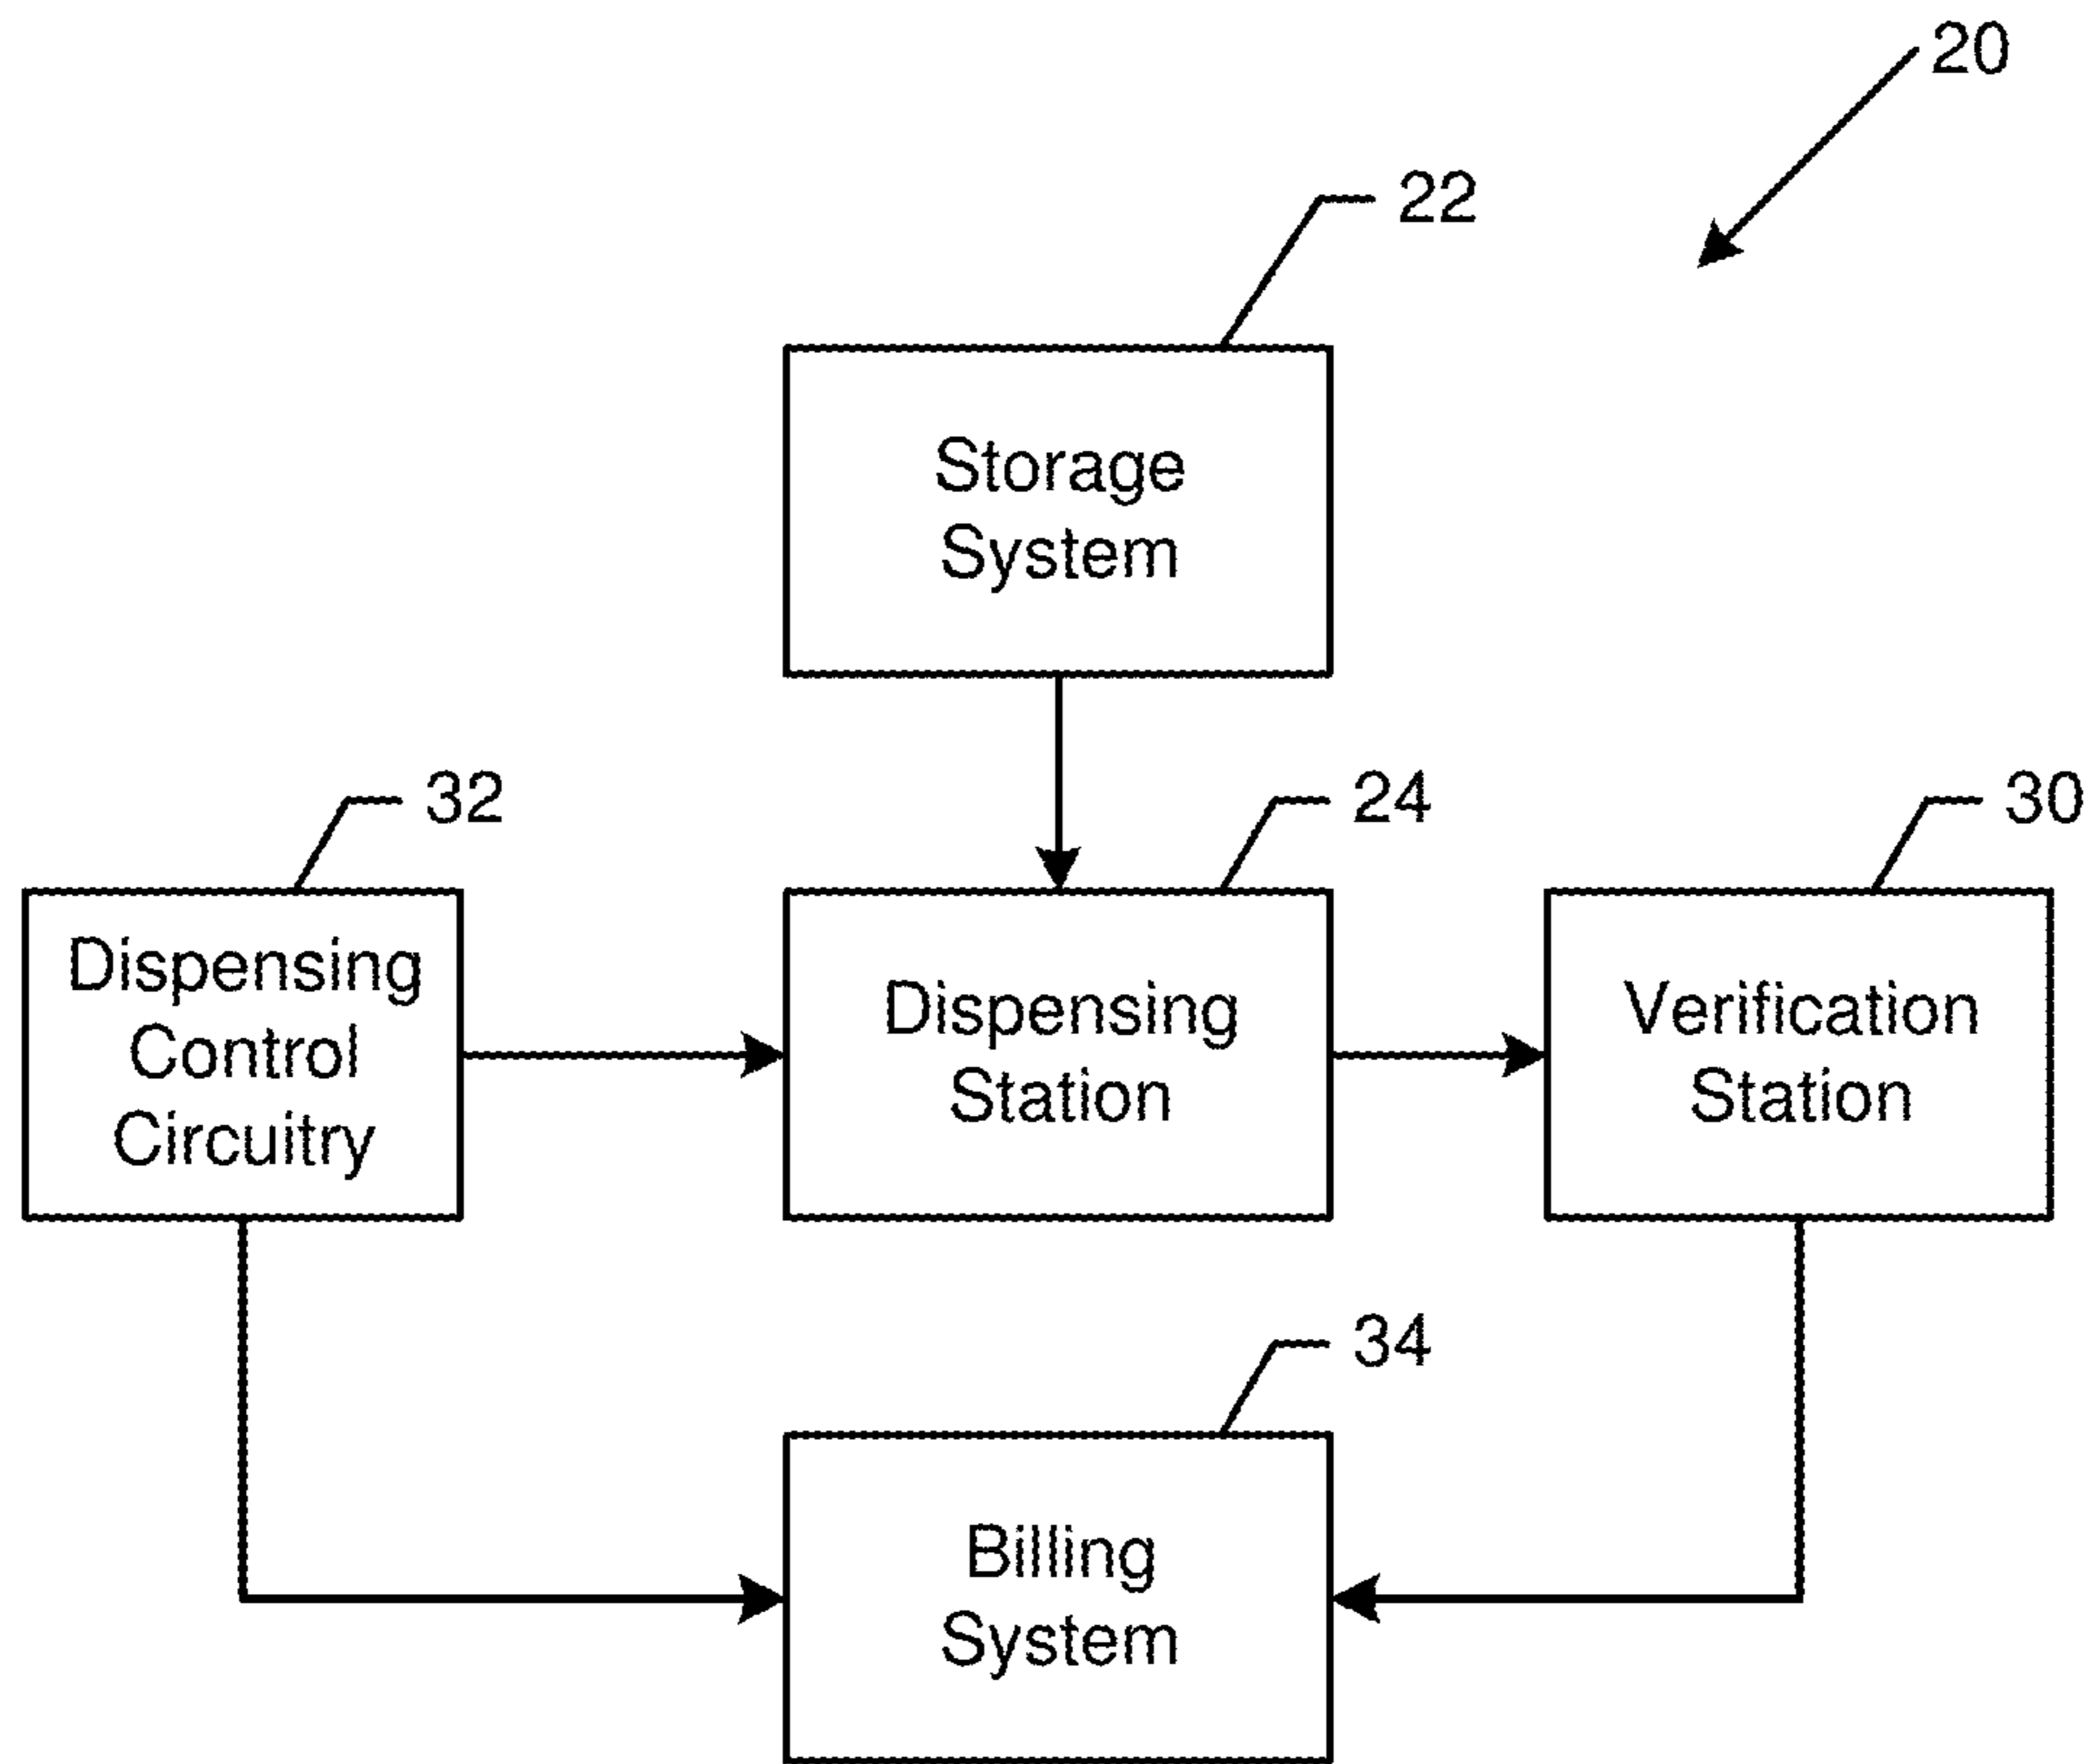 20
22
Storage
System
32
24
30
Dispensing
Control
Circuitry
Dispensing
Station
Verification
Station
34
Billing
System